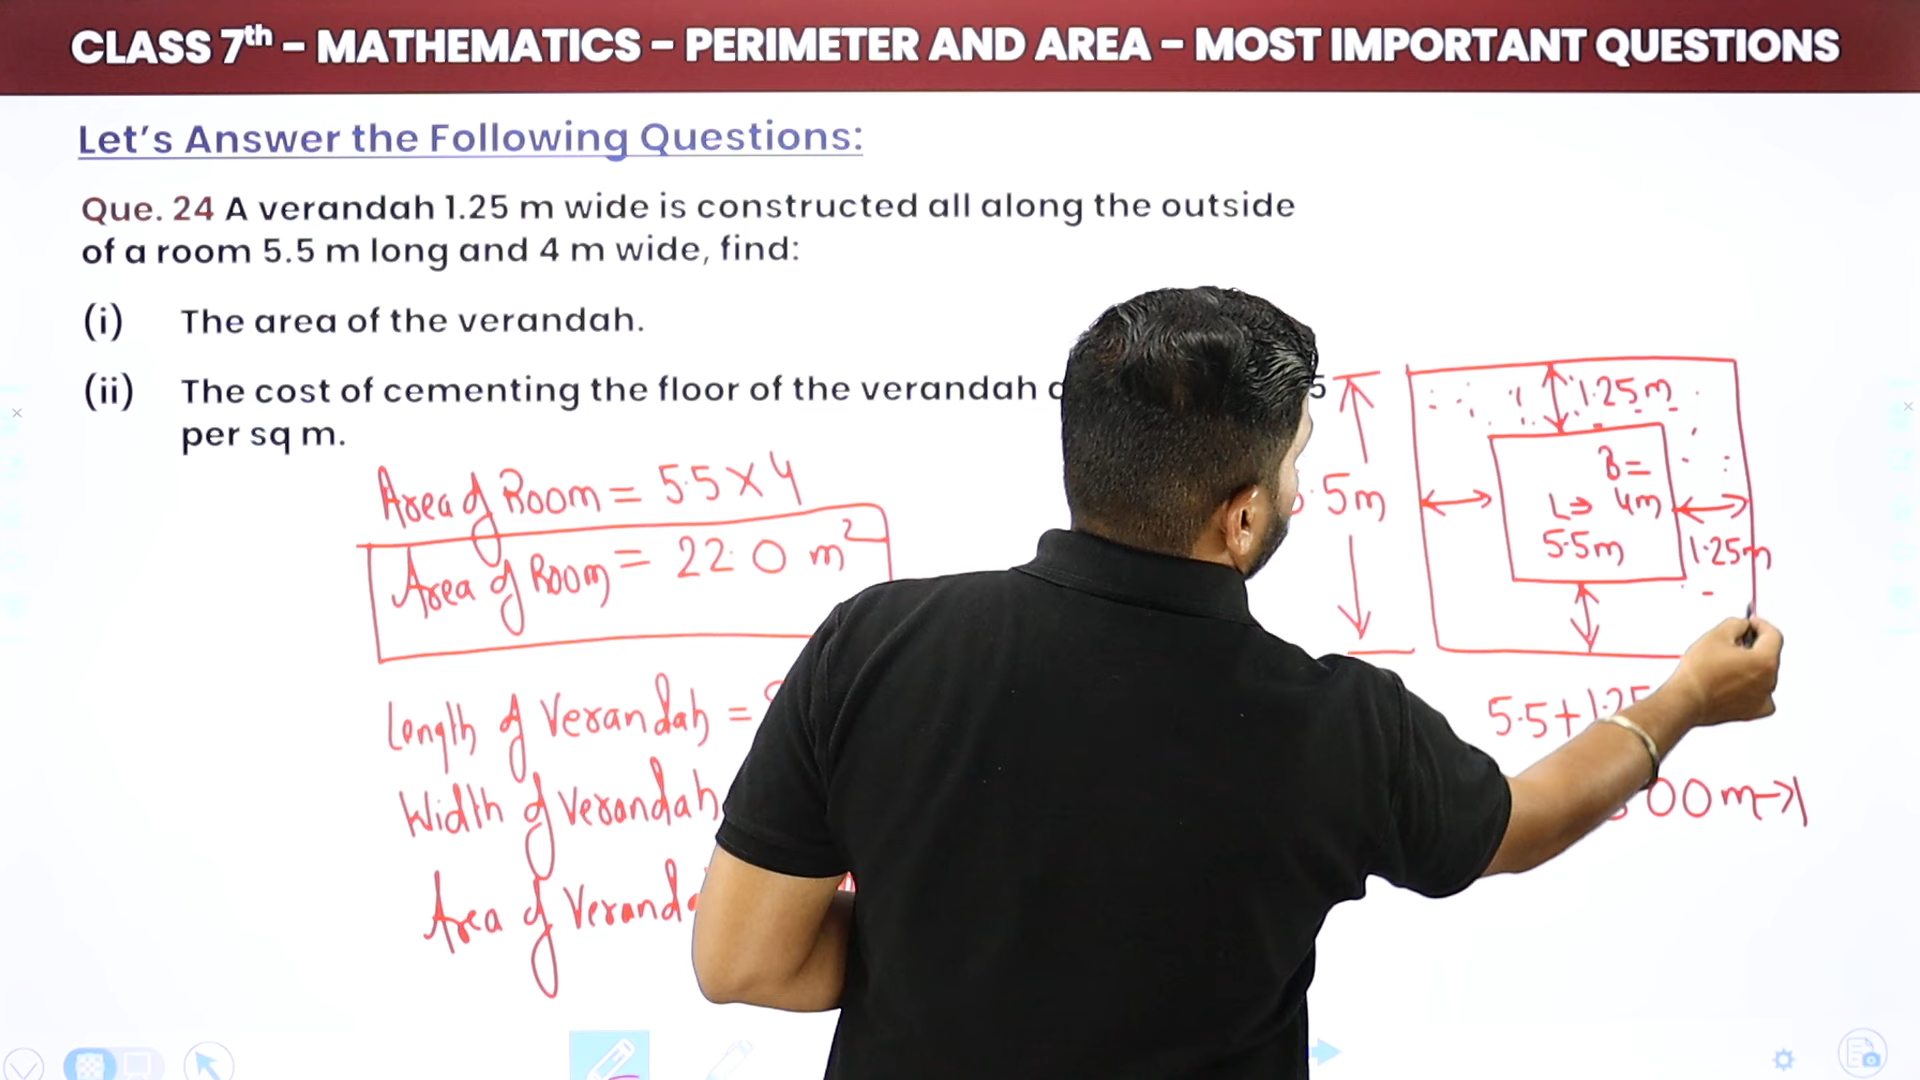 CLASS 7th – MATHEMATICS – PERIMETER AND AREA – MOST IMPORTANT QUESTIONS
Let's Answer the Following Questions:
Que. 24 A verandah 1.25 m wide is constructed all along the outside
of a room 5.5 m long and 4 m wide, find:
(i) The area of the verandah.
(ii) The cost of cementing the floor of the verandah
per sq m.
Area of Room = 5.5 × 4
Area of Room = 22.0 m²
Length of Verandah =
Width of Verandah
Area of
1.25m
B =
4m
L ⇒
5.5m
1.25m
.5m
5.5+1.25
00m